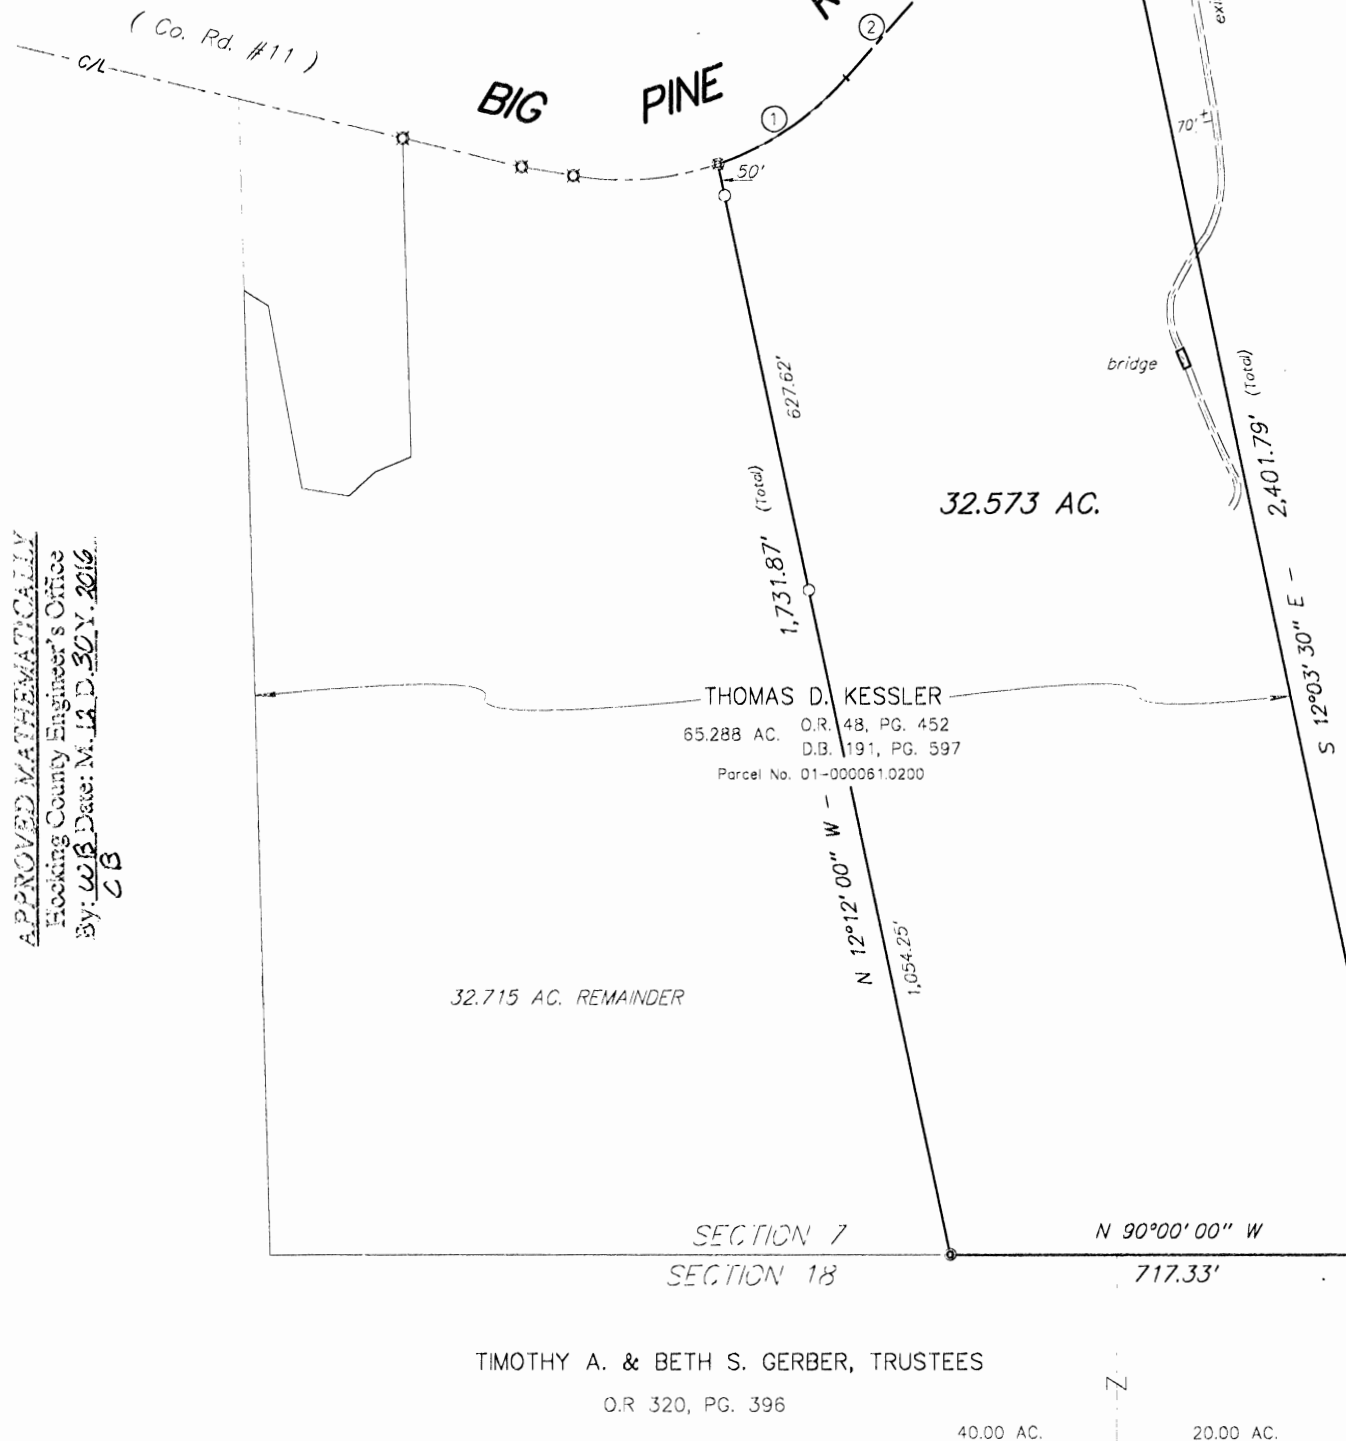 ( Co. Rd. #11 )
C/L
BIG PINE
1
2
50'
70' ±
bridge
627.62'
1,731.87' (Total)
32.573 AC.
2,401.79' (Total)
S 12°03'30" E -
THOMAS D. KESSLER
65.288 AC.
O.R. 48, PG. 452
D.B. 191, PG. 597
Parcel No. 01-000061.0200
N 12°12'00" W -
1,054.25'
32.715 AC. REMAINDER
APPROVED MATHEMATICALLY
Hocking County Engineer's Office
By: WB Date: M. 12 D. 30 Y. 2016
CB
SECTION 7
SECTION 18
N 90°00'00" W
717.33'
TIMOTHY A. & BETH S. GERBER, TRUSTEES
O.R 320, PG. 396
40.00 AC.
20.00 AC.